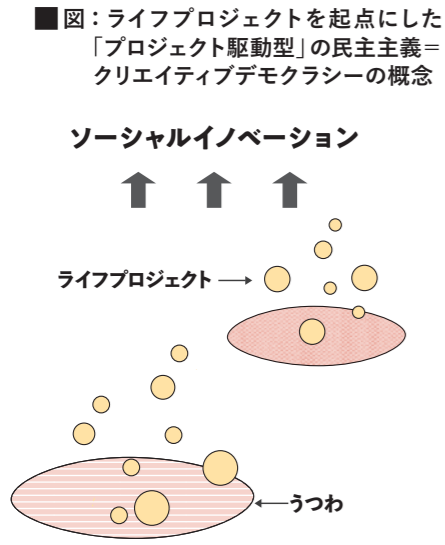 ■図：ライフプロジェクトを起点にした
「プロジェクト駆動型」の民主主義＝
クリエイティブデモクラシーの概念
ソーシャルイノベーション
ライフプロジェクト
うつわ